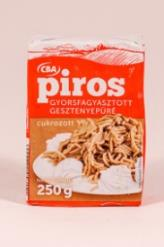 CBA
piros
GYORSFAGYASZTOTT
GESZTENYEPÜRÉ
cukrozott
250 g